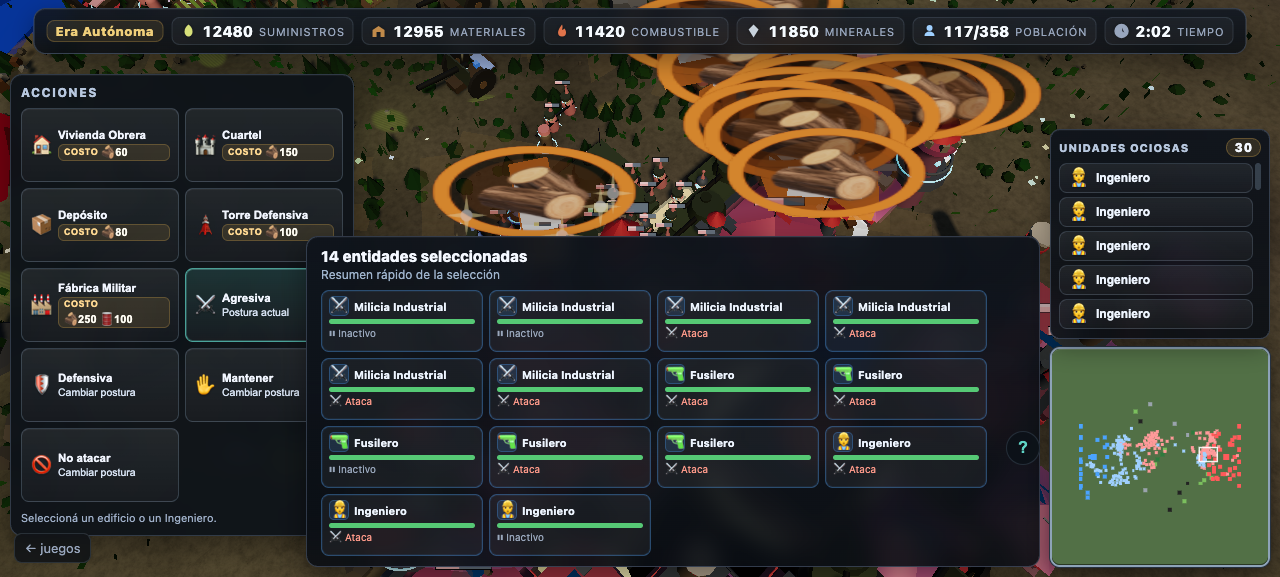 Era Autónoma
12480 SUMINISTROS
12955 MATERIALES
11420 COMBUSTIBLE
11850 MINERALES
117/358 POBLACIÓN
2:02 TIEMPO
ACCIONES
Vivienda Obrera
COSTO 60
Cuartel
COSTO 150
Depósito
COSTO 80
Torre Defensiva
COSTO 100
Fábrica Militar
COSTO
250 100
Agresiva
Postura actual
Defensiva
Cambiar postura
Mantener
Cambiar postura
No atacar
Cambiar postura
Seleccioná un edificio o un Ingeniero.
← juegos
14 entidades seleccionadas
Resumen rápido de la selección
Milicia Industrial
Inactivo
Milicia Industrial
Inactivo
Milicia Industrial
Ataca
Milicia Industrial
Ataca
Milicia Industrial
Ataca
Milicia Industrial
Ataca
Fusilero
Ataca
Fusilero
Ataca
Fusilero
Inactivo
Fusilero
Ataca
Fusilero
Ataca
Ingeniero
Ataca
Ingeniero
Ataca
Ingeniero
Inactivo
?
UNIDADES OCIOSAS 30
Ingeniero
Ingeniero
Ingeniero
Ingeniero
Ingeniero